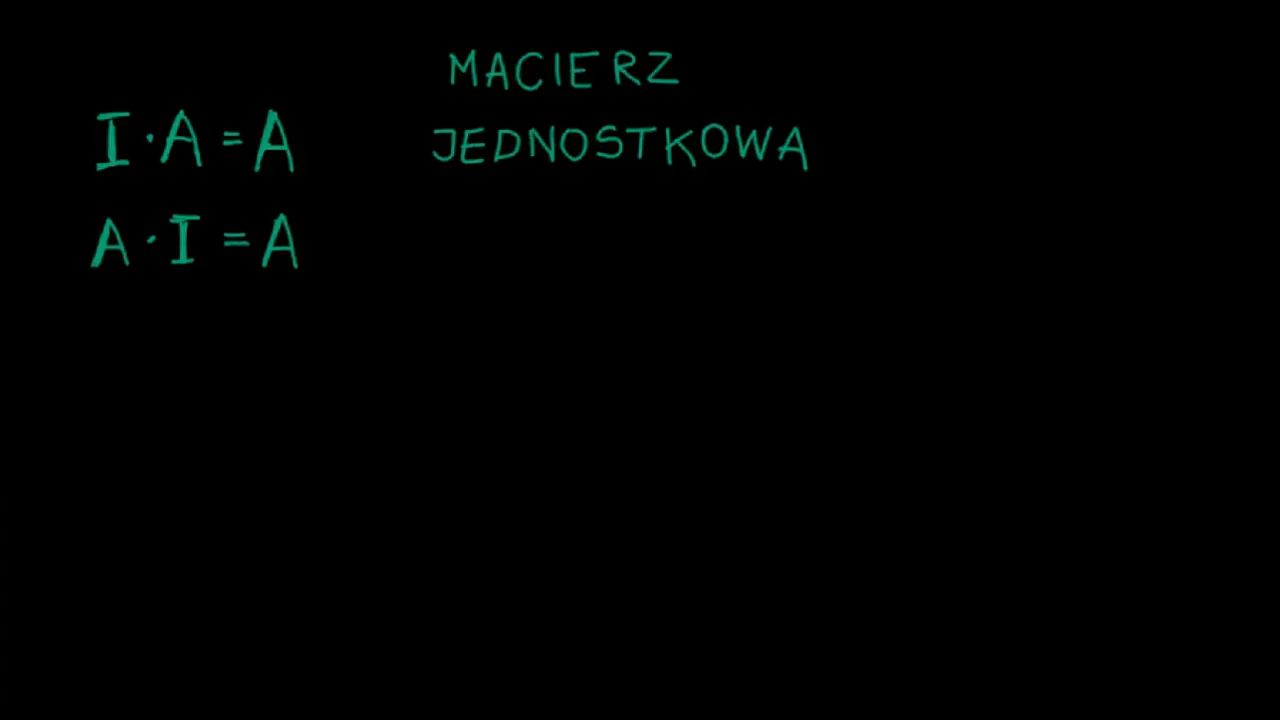 MACIERZ
I · A = A
JEDNOSTKOWA
A · I = A